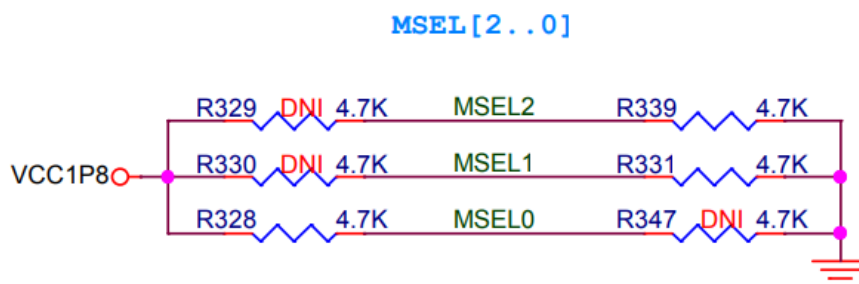 MSEL[2..0]
R329 DNI 4.7K MSEL2 R339 4.7K
VCC1P8 R330 DNI 4.7K MSEL1 R331 4.7K
R328 4.7K MSEL0 R347 DNI 4.7K